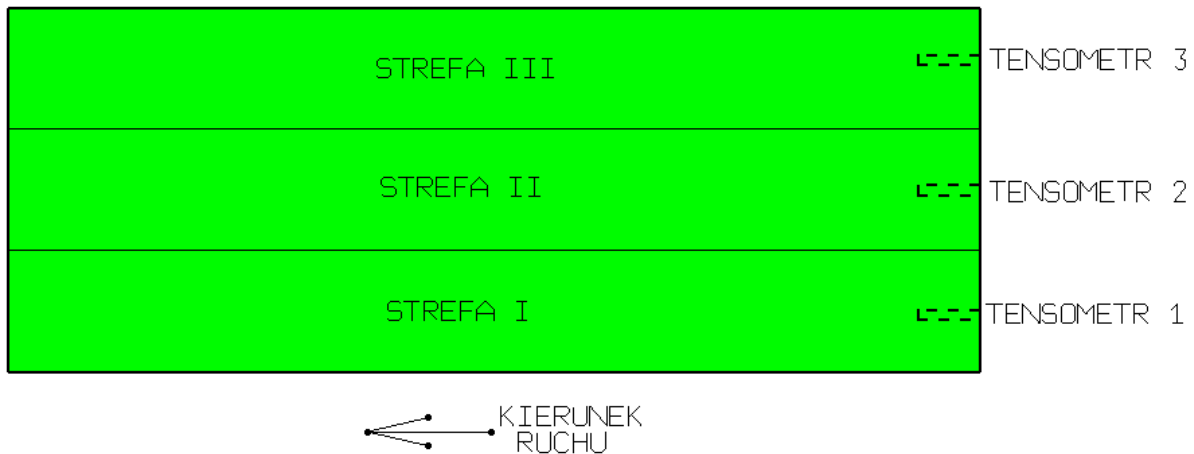 STREFA III
TENSOMETR 3
STREFA II
TENSOMETR 2
STREFA I
TENSOMETR 1
KIERUNEK
RUCHU